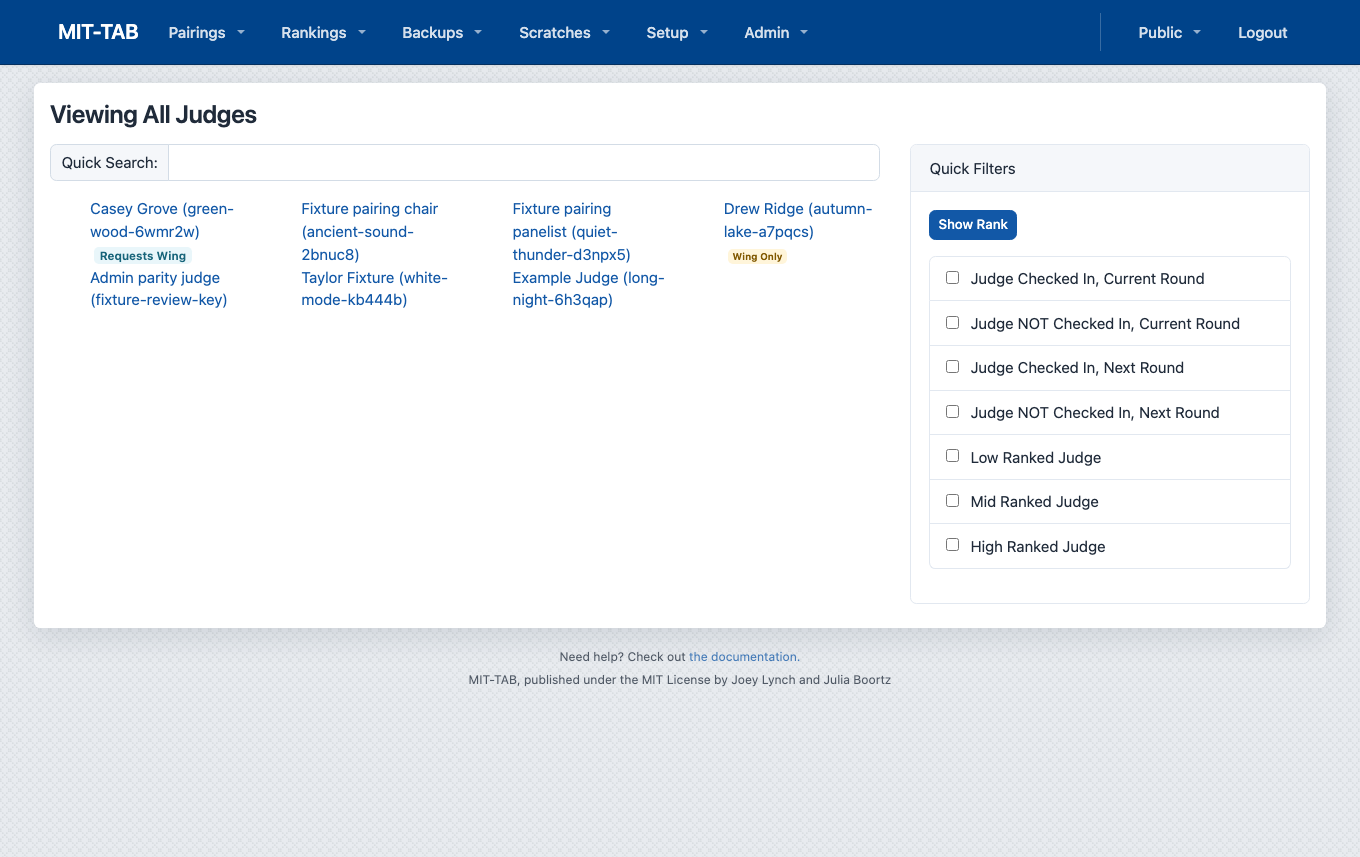 MIT-TAB Pairings Rankings Backups Scratches Setup Admin Public Logout
Viewing All Judges
Quick Search:
Casey Grove (green-
wood-6wmr2w)
Requests Wing
Fixture pairing chair
(ancient-sound-
2bnuc8)
Fixture pairing
panelist (quiet-
thunder-d3npx5)
Drew Ridge (autumn-
lake-a7pqcs)
Wing Only
Admin parity judge
(fixture-review-key)
Taylor Fixture (white-
mode-kb444b)
Example Judge (long-
night-6h3qap)
Quick Filters
Show Rank
Judge Checked In, Current Round
Judge NOT Checked In, Current Round
Judge Checked In, Next Round
Judge NOT Checked In, Next Round
Low Ranked Judge
Mid Ranked Judge
High Ranked Judge
Need help? Check out the documentation.
MIT-TAB, published under the MIT License by Joey Lynch and Julia Boortz